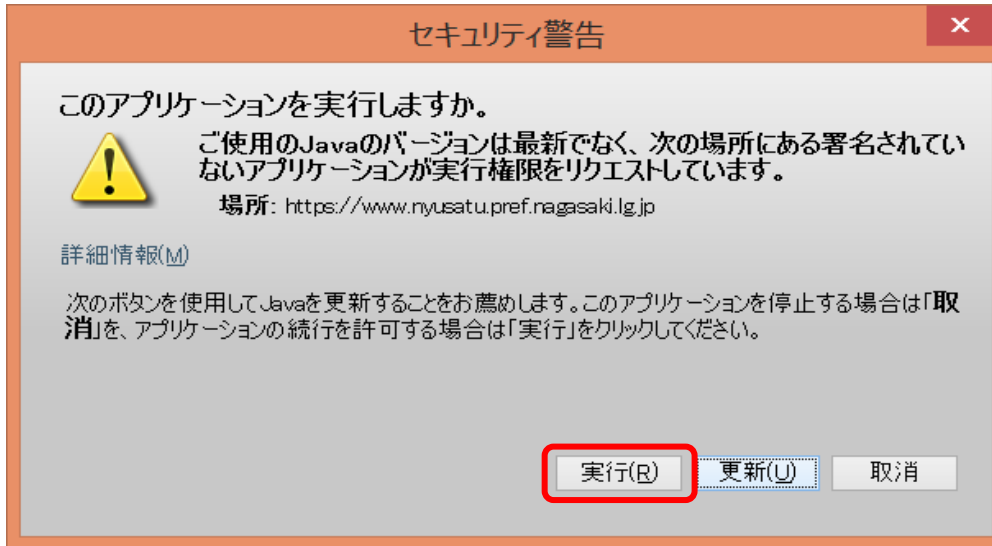 セキュリティ警告
このアプリケーションを実行しますか。
ご使用のJavaのバージョンは最新でなく、次の場所にある署名されてい
ないアプリケーションが実行権限をリクエストしています。
場所: https://www.nyusatu.pref.nagasaki.lg.jp
詳細情報(M)
次のボタンを使用してJavaを更新することをお薦めします。このアプリケーションを停止する場合は「取
消」を、アプリケーションの続行を許可する場合は「実行」をクリックしてください。
実行(R) 更新(U) 取消